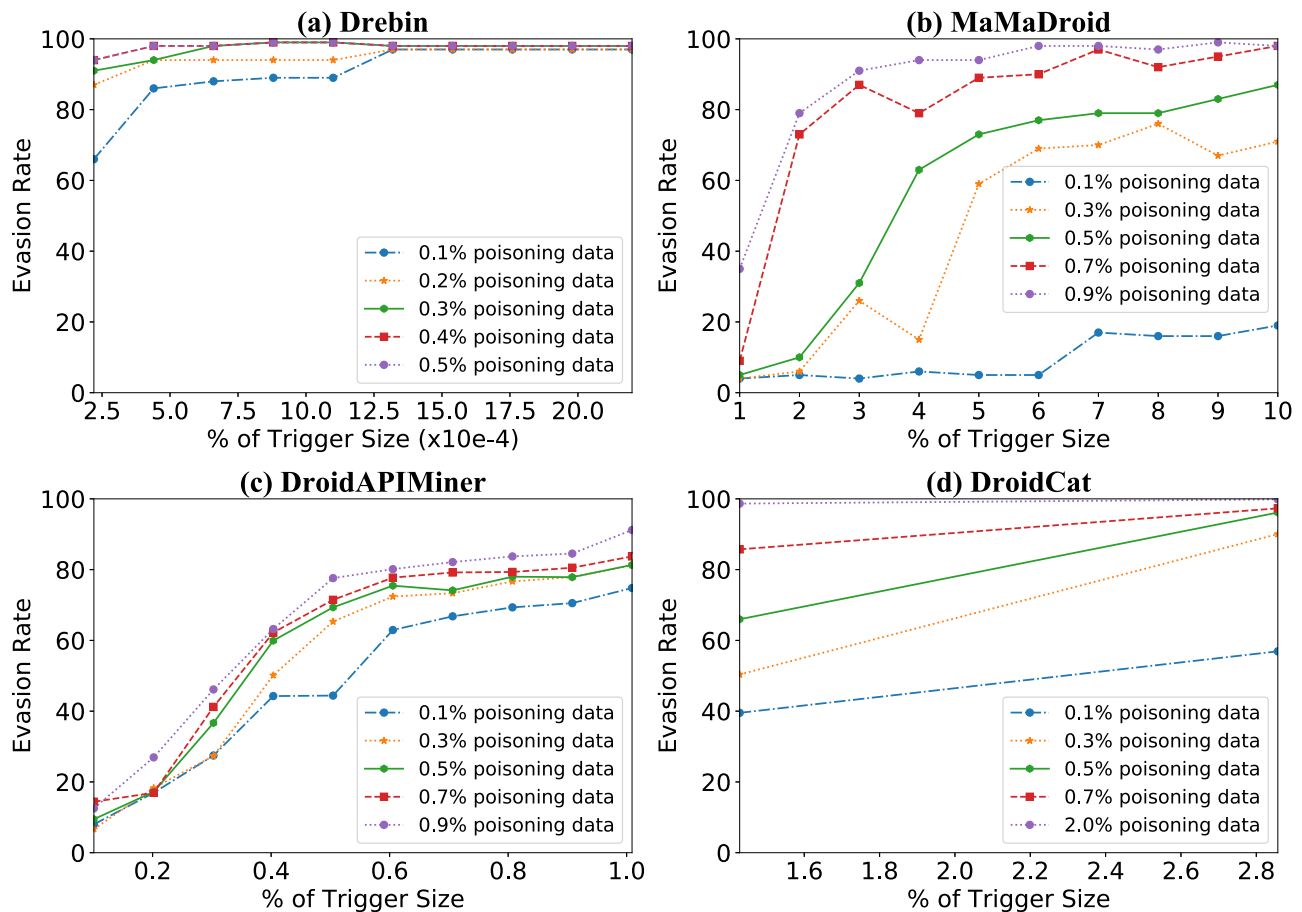 (a) Drebin
100
80
60
40
20
0
Evasion Rate
0.1% poisoning data
0.2% poisoning data
0.3% poisoning data
0.4% poisoning data
0.5% poisoning data
2.5 5.0 7.5 10.0 12.5 15.0 17.5 20.0
% of Trigger Size (x10e-4)
(b) MaMaDroid
100
80
60
40
20
0
Evasion Rate
0.1% poisoning data
0.3% poisoning data
0.5% poisoning data
0.7% poisoning data
0.9% poisoning data
1 2 3 4 5 6 7 8 9 10
% of Trigger Size
(c) DroidAPIMiner
100
80
60
40
20
0
Evasion Rate
0.1% poisoning data
0.3% poisoning data
0.5% poisoning data
0.7% poisoning data
0.9% poisoning data
0.2 0.4 0.6 0.8 1.0
% of Trigger Size
(d) DroidCat
100
80
60
40
20
0
Evasion Rate
0.1% poisoning data
0.3% poisoning data
0.5% poisoning data
0.7% poisoning data
2.0% poisoning data
1.6 1.8 2.0 2.2 2.4 2.6 2.8
% of Trigger Size